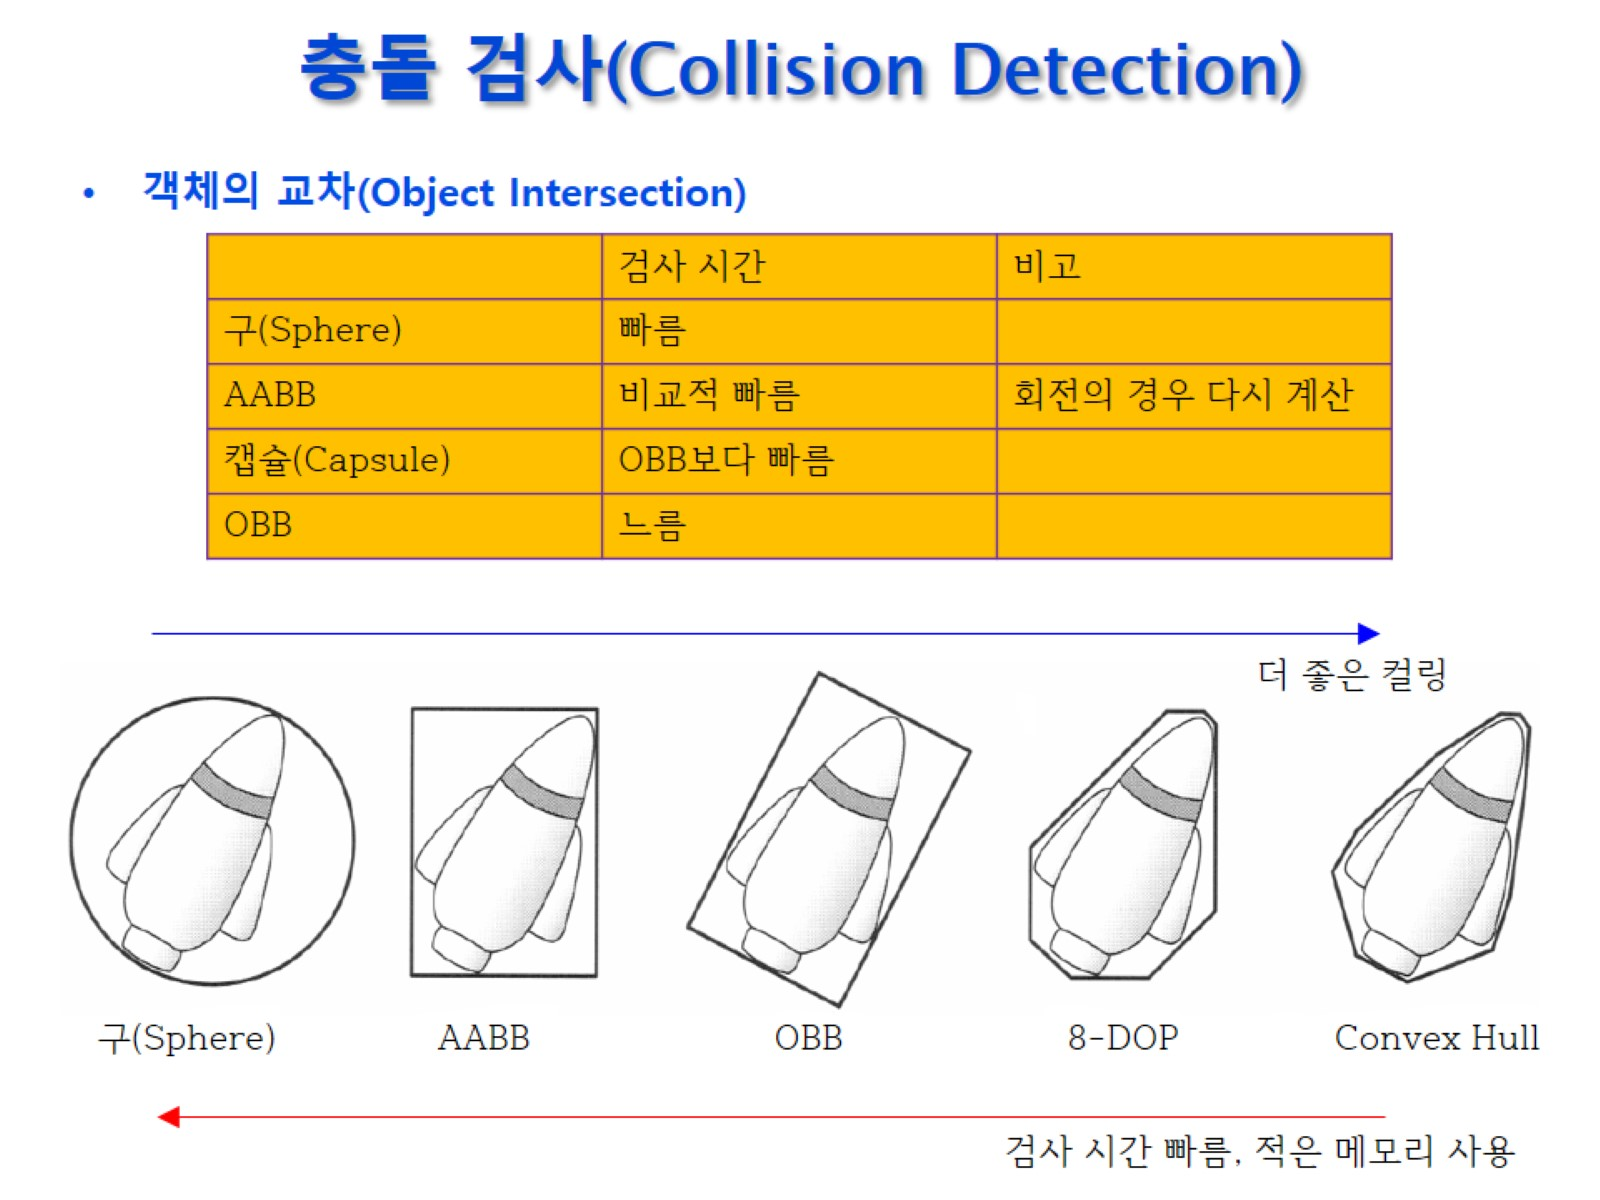 충돌 검사(Collision Detection)
• 객체의 교차(Object Intersection)
검사 시간 비고
구(Sphere) 빠름
AABB 비교적 빠름 회전의 경우 다시 계산
캡슐(Capsule) OBB보다 빠름
OBB 느름
더 좋은 컬링
구(Sphere) AABB OBB 8-DOP Convex Hull
검사 시간 빠름, 적은 메모리 사용